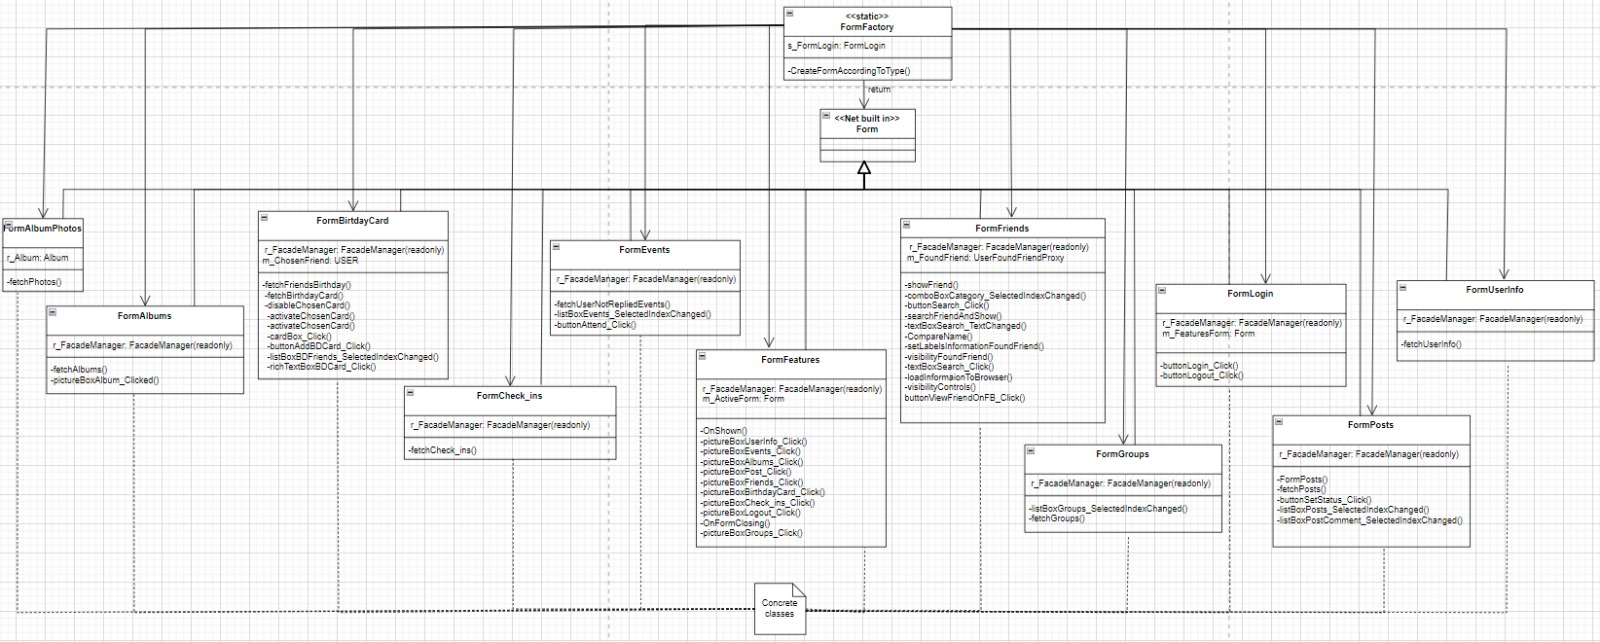 <<static>>
FormFactory
s_FormLogin: FormLogin
-CreateFormAccordingToType()
return
<<Net built in>>
Form
FormAlbumPhotos
r_Album: Album
-fetchPhotos()
FormAlbums
r_FacadeManager: FacadeManager(readonly)
-fetchAlbums()
-pictureBoxAlbum_Clicked()
FormBirtdayCard
r_FacadeManager: FacadeManager(readonly)
m_ChosenFriend: USER
-fetchFriendsBirthday()
-fetchBirthdayCard()
-disableChosenCard()
-activateChosenCard()
-activateChosenCard()
-cardBox_Click()
-buttonAddBDCard_Click()
-listBoxBDFriends_SelectedIndexChanged()
-richTextBoxBDCard_Click()
FormCheck_ins
r_FacadeManager: FacadeManager(readonly)
-fetchCheck_ins()
FormEvents
r_FacadeManager: FacadeManager(readonly)
-fetchUserNotRepliedEvents()
-listBoxEvents_SelectedIndexChanged()
-buttonAttend_Click()
FormFeatures
r_FacadeManager: FacadeManager(readonly)
m_ActiveForm: Form
-OnShown()
-pictureBoxUserInfo_Click()
-pictureBoxEvents_Click()
-pictureBoxAlbums_Click()
-pictureBoxPost_Click()
-pictureBoxFriends_Click()
-pictureBoxBirthdayCard_Click()
-pictureBoxCheck_ins_Click()
-pictureBoxLogout_Click()
-OnFormClosing()
-pictureBoxGroups_Click()
FormFriends
r_FacadeManager: FacadeManager(readonly)
m_FoundFriend: UserFoundFriendProxy
-showFriend()
-comboBoxCategory_SelectedIndexChanged()
-buttonSearch_Click()
-searchFriendAndShow()
-textBoxSearch_TextChanged()
-CompareName()
-setLabelsInformationFoundFriend()
-visibilityFoundFriend()
-textBoxSearch_Click()
-loadInformaionToBrowser()
-visibilityControls()
buttonViewFriendOnFB_Click()
FormGroups
r_FacadeManager: FacadeManager(readonly)
-listBoxGroups_SelectedIndexChanged()
-fetchGroups()
FormLogin
r_FacadeManager: FacadeManager(readonly)
m_FeaturesForm: Form
-buttonLogin_Click()
-buttonLogout_Click()
FormPosts
r_FacadeManager: FacadeManager(readonly)
-FormPosts()
-fetchPosts()
-buttonSetStatus_Click()
-listBoxPosts_SelectedIndexChanged()
-listBoxPostComment_SelectedIndexChanged()
FormUserInfo
r_FacadeManager: FacadeManager(readonly)
-fetchUserInfo()
Concrete
classes